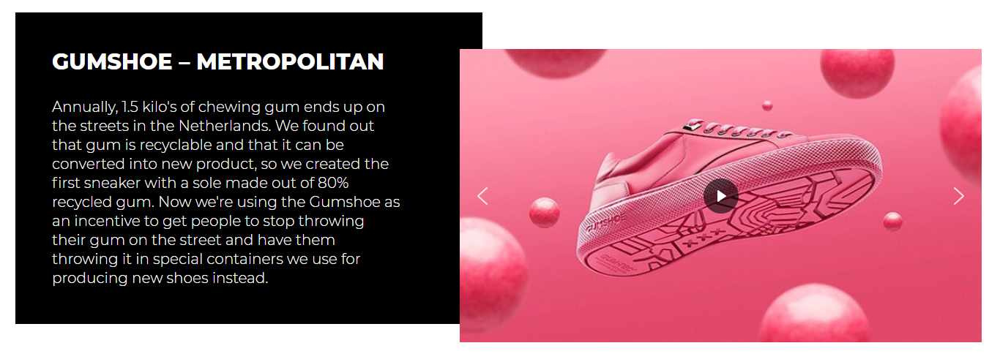 GUMSHOE – METROPOLITAN
Annually, 1.5 kilo's of chewing gum ends up on
the streets in the Netherlands. We found out
that gum is recyclable and that it can be
converted into new product, so we created the
first sneaker with a sole made out of 80%
recycled gum. Now we're using the Gumshoe as
an incentive to get people to stop throwing
their gum on the street and have them
throwing it in special containers we use for
producing new shoes instead.
GUMSHOE
XXX
GUM-TEC